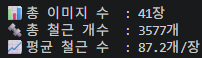 📊 총 이미지 수 : 41장
🔩 총 철근 개수 : 3577개
📈 평균 철근 수 : 87.2개/장